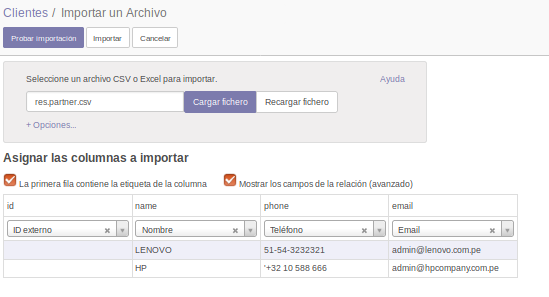 Clientes / Importar un Archivo
Probar importación Importar Cancelar
Seleccione un archivo CSV o Excel para importar. Ayuda
res.partner.csv Cargar fichero Recargar fichero
+ Opciones...
Asignar las columnas a importar
La primera fila contiene la etiqueta de la columna Mostrar los campos de la relación (avanzado)
id name phone email
ID externo Nombre Teléfono Email
LENOVO 51-54-3232321 admin@lenovo.com.pe
HP '+32 10 588 666 admin@hpcompany.com.pe